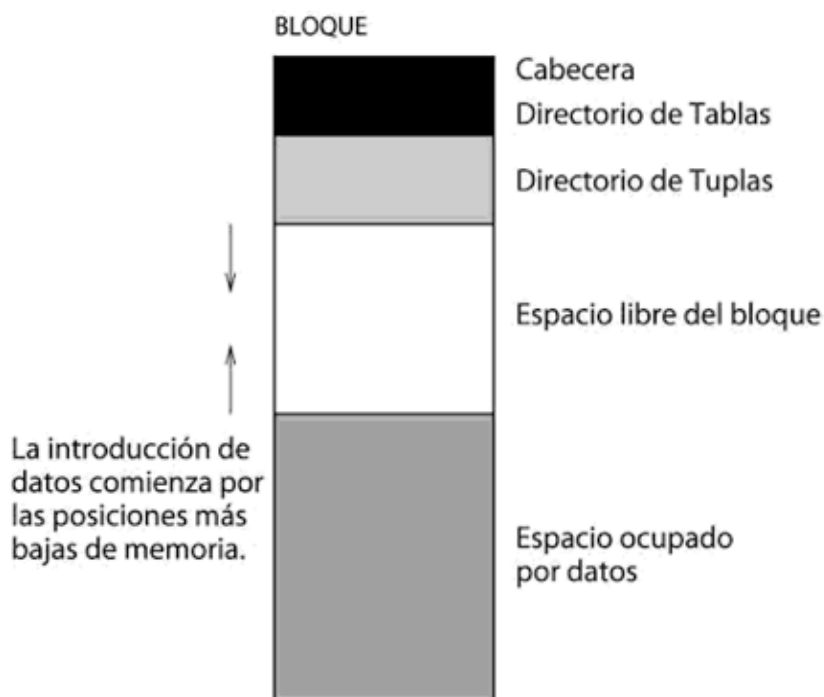 BLOQUE
Cabecera
Directorio de Tablas
Directorio de Tuplas
Espacio libre del bloque
La introducción de
datos comienza por
las posiciones más
bajas de memoria.
Espacio ocupado
por datos